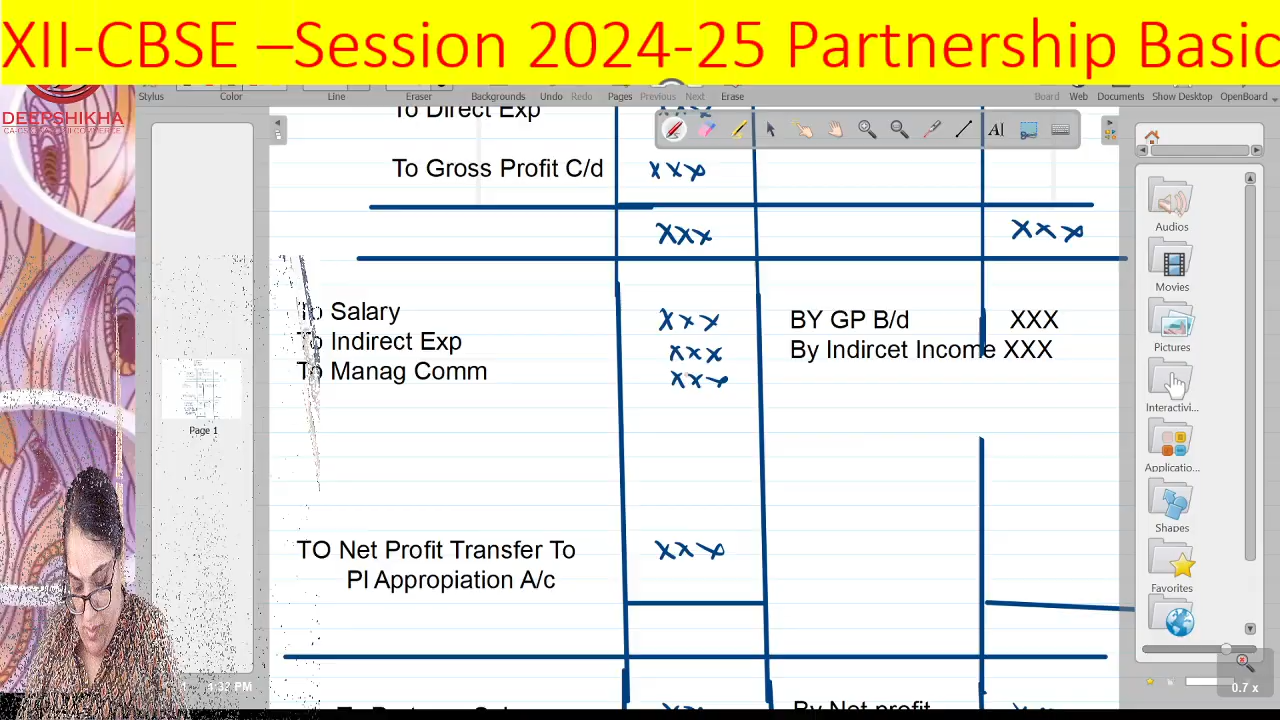 XII-CBSE –Session 2024-25 Partnership Basic
Stylus Color Line Eraser Backgrounds Undo Redo Pages Previous Next Erase Board Web Documents Show Desktop OpenBoard
DEEPSHIKHA
To Direct Exp
To Gross Profit C/d xxx
xxx xxx
To Salary xxx BY GP B/d XXX
To Indirect Exp xxx By Indircet Income XXX
To Manag Comm xxx
TO Net Profit Transfer To xxx
Pl Appropiation A/c
By Net profit
Page 1
Audios
Movies
Pictures
Interactivi...
Applicatio...
Shapes
Favorites
0.7 x